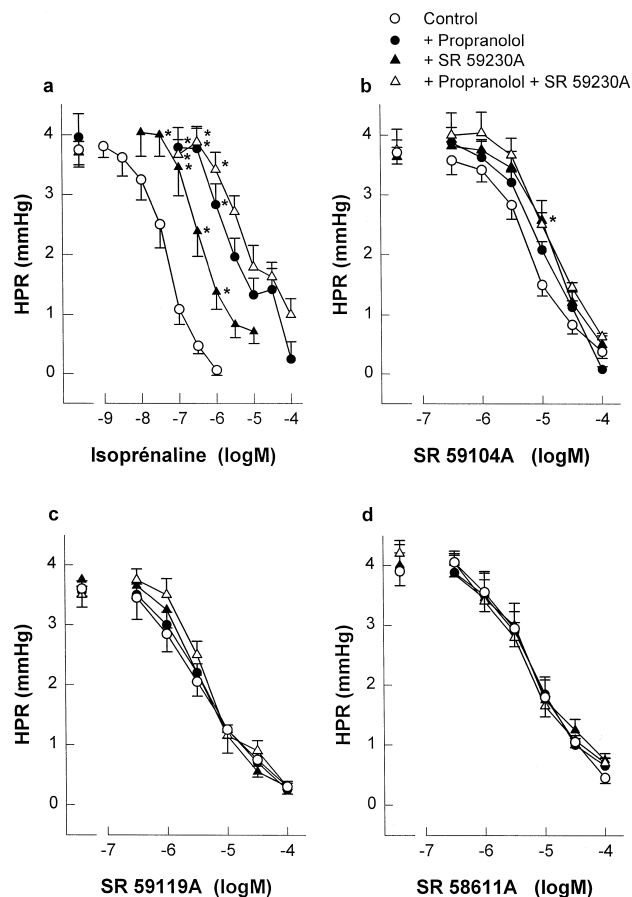 Control
+ Propranolol
+ SR 59230A
+ Propranolol + SR 59230A
a
4
3
2
1
0
HPR (mmHg)
-9 -8 -7 -6 -5 -4
Isoprénaline (logM)
* * * * * * * * *
b
4
3
2
1
0
HPR (mmHg)
-7 -6 -5 -4
SR 59104A (logM)
*
c
4
3
2
1
0
HPR (mmHg)
-7 -6 -5 -4
SR 59119A (logM)
d
4
3
2
1
0
HPR (mmHg)
-7 -6 -5 -4
SR 58611A (logM)